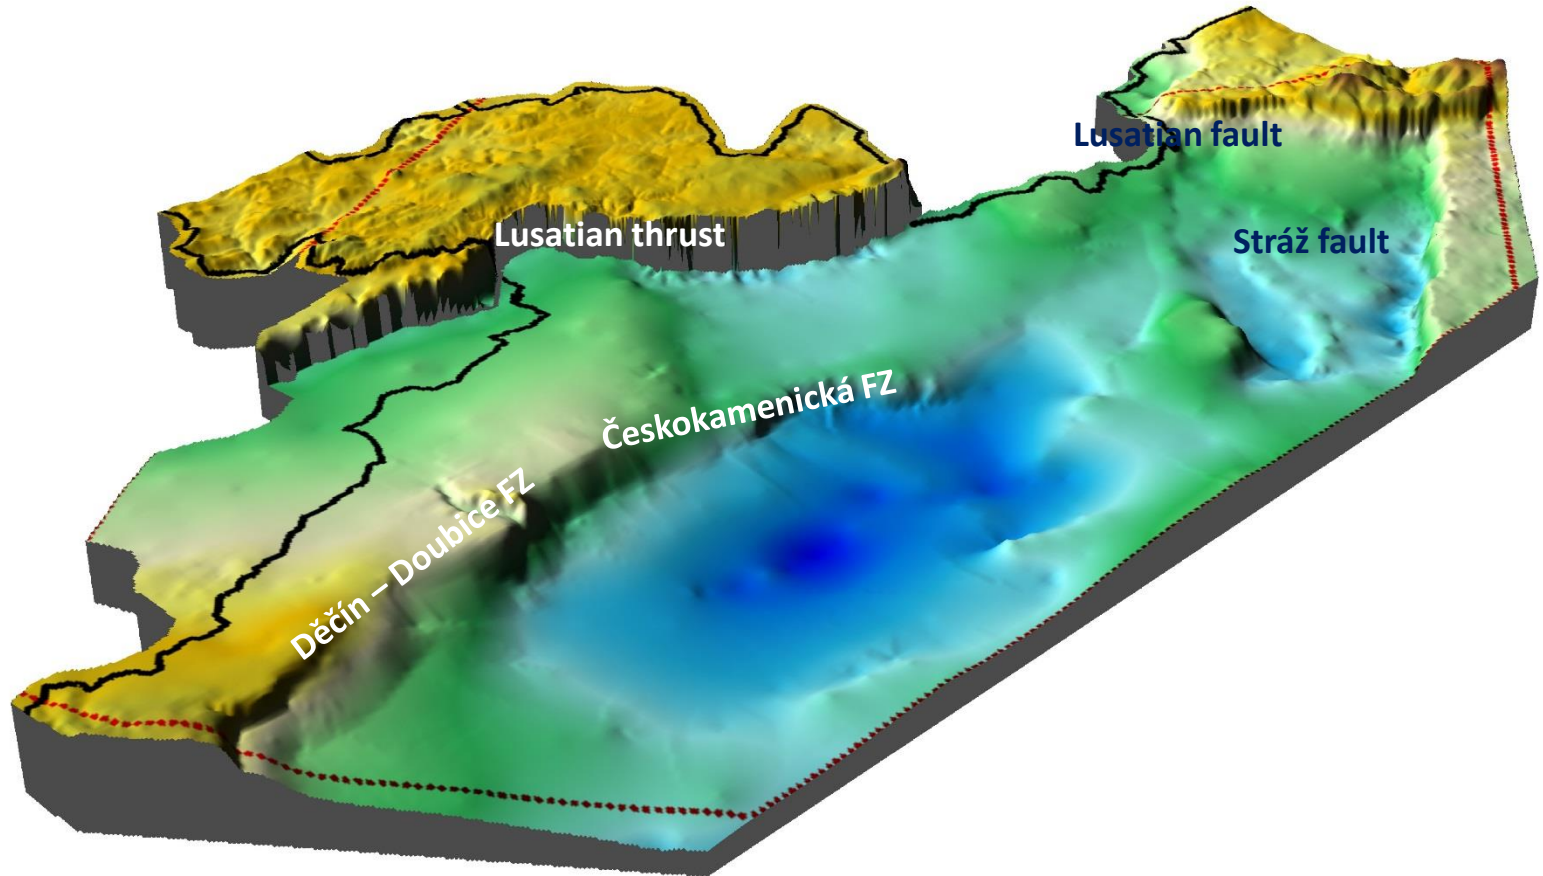 Lusatian fault
Lusatian thrust
Stráž fault
Českokamenická FZ
Děčín – Doubice FZ